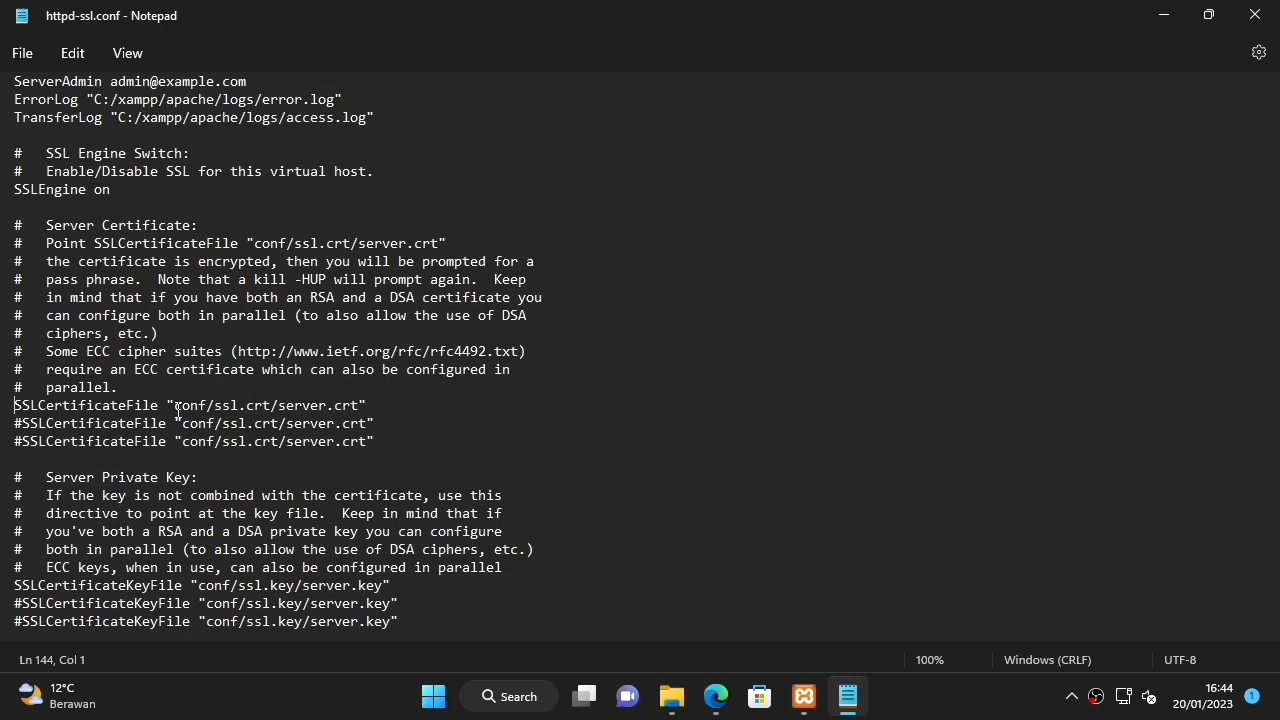 httpd-ssl.conf - Notepad
File Edit View
ServerAdmin admin@example.com
ErrorLog "C:/xampp/apache/logs/error.log"
TransferLog "C:/xampp/apache/logs/access.log"
# SSL Engine Switch:
# Enable/Disable SSL for this virtual host.
SSLEngine on
# Server Certificate:
# Point SSLCertificateFile "conf/ssl.crt/server.crt"
# the certificate is encrypted, then you will be prompted for a
# pass phrase. Note that a kill -HUP will prompt again. Keep
# in mind that if you have both an RSA and a DSA certificate you
# can configure both in parallel (to also allow the use of DSA
# ciphers, etc.)
# Some ECC cipher suites (http://www.ietf.org/rfc/rfc4492.txt)
# require an ECC certificate which can also be configured in
# parallel.
SSLCertificateFile "conf/ssl.crt/server.crt"
#SSLCertificateFile "conf/ssl.crt/server.crt"
#SSLCertificateFile "conf/ssl.crt/server.crt"
# Server Private Key:
# If the key is not combined with the certificate, use this
# directive to point at the key file. Keep in mind that if
# you've both a RSA and a DSA private key you can configure
# both in parallel (to also allow the use of DSA ciphers, etc.)
# ECC keys, when in use, can also be configured in parallel
SSLCertificateKeyFile "conf/ssl.key/server.key"
#SSLCertificateKeyFile "conf/ssl.key/server.key"
#SSLCertificateKeyFile "conf/ssl.key/server.key"
Ln 144, Col 1 100% Windows (CRLF) UTF-8
12°C
Berawan
Search
16:44
20/01/2023
1